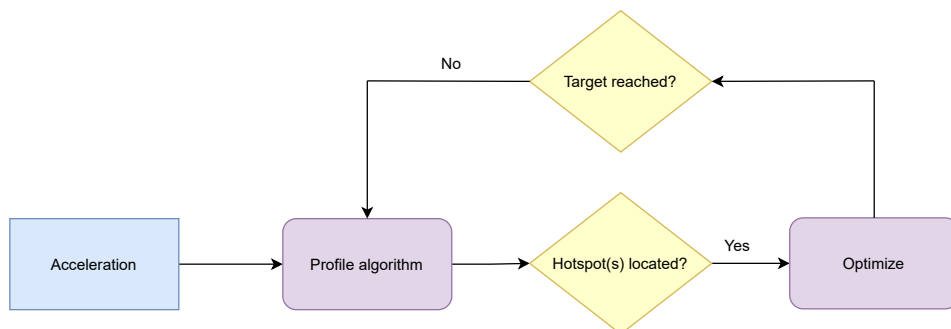 No
Target reached?
Acceleration
Profile algorithm
Hotspot(s) located?
Yes
Optimize